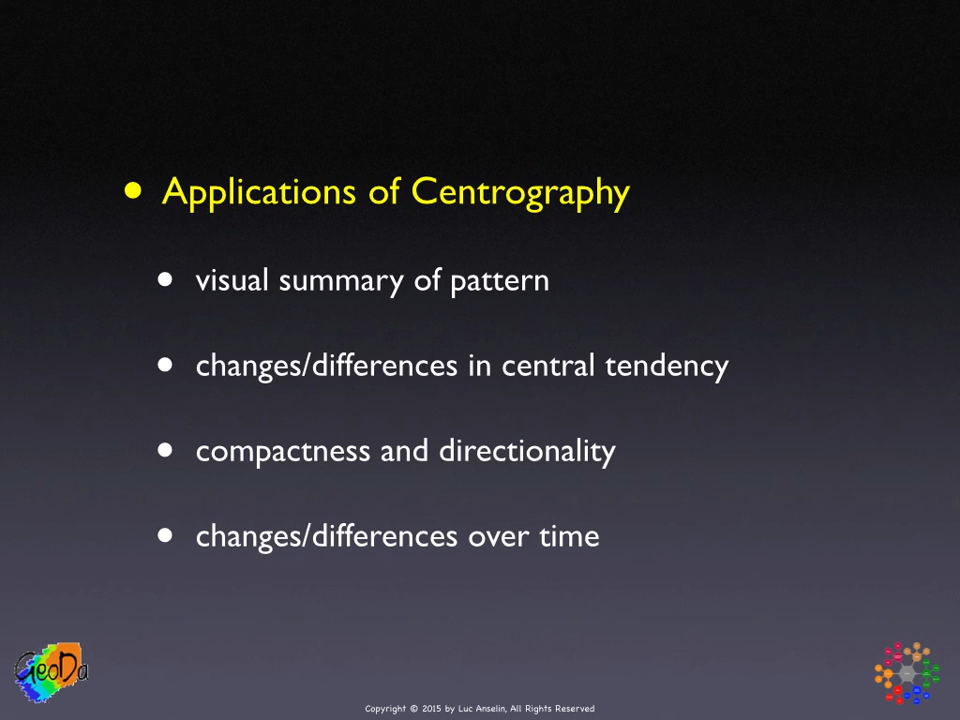 • Applications of Centrography
• visual summary of pattern
• changes/differences in central tendency
• compactness and directionality
• changes/differences over time
GeoDa
Copyright © 2015 by Luc Anselin, All Rights Reserved